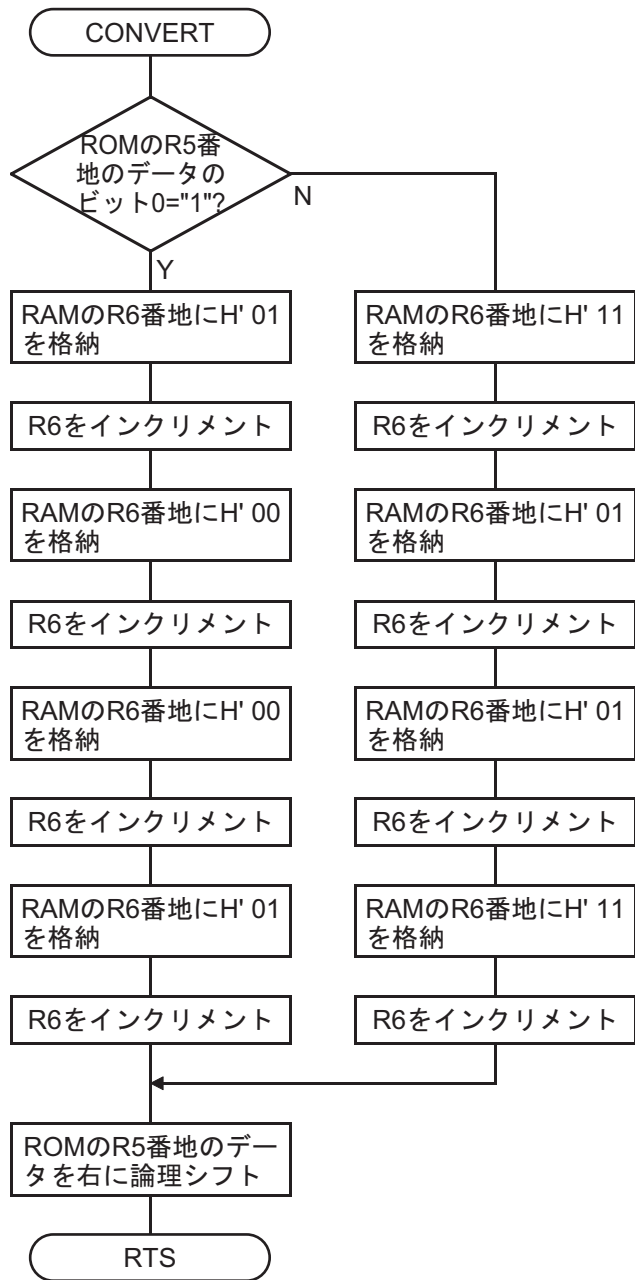 CONVERT
ROMのR5番
地のデータの
ビット0="1"?
N
Y
RAMのR6番地にH' 01
を格納
R6をインクリメント
RAMのR6番地にH' 00
を格納
R6をインクリメント
RAMのR6番地にH' 00
を格納
R6をインクリメント
RAMのR6番地にH' 01
を格納
R6をインクリメント
RAMのR6番地にH' 11
を格納
R6をインクリメント
RAMのR6番地にH' 01
を格納
R6をインクリメント
RAMのR6番地にH' 01
を格納
R6をインクリメント
RAMのR6番地にH' 11
を格納
R6をインクリメント
ROMのR5番地のデー
タを右に論理シフト
RTS